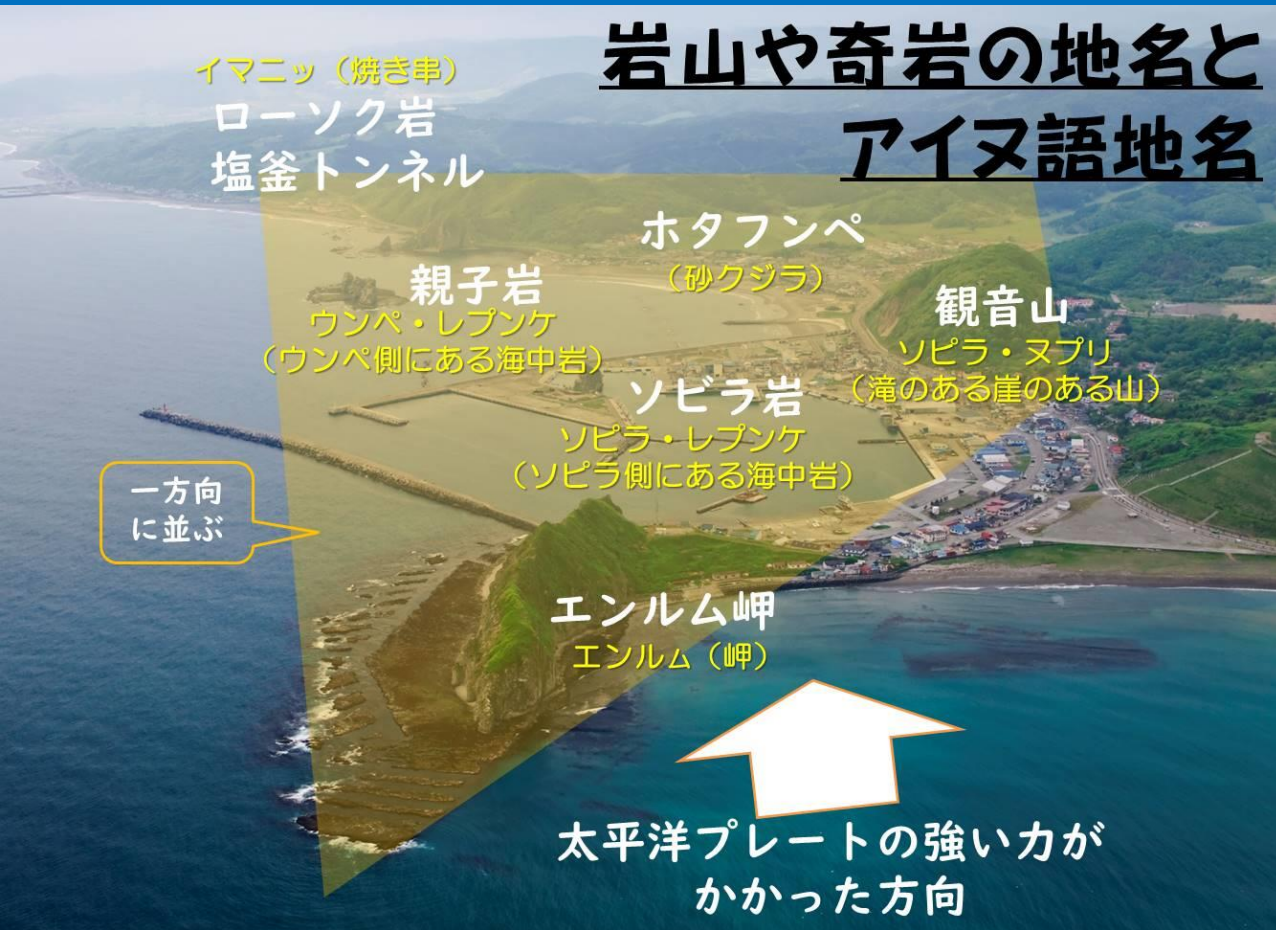 岩山や奇岩の地名と
アイヌ語地名
イマニッ（焼き串）
ローソク岩
塩釜トンネル
ホタフンペ
（砂クジラ）
親子岩
ウンペ・レプンケ
（ウンペ側にある海中岩）
観音山
ソピラ・ヌプリ
（滝のある崖のある山）
ソビラ岩
ソピラ・レプンケ
（ソピラ側にある海中岩）
一方向
に並ぶ
エンルム岬
エンルㇺ（岬）
太平洋プレートの強い力が
かかった方向